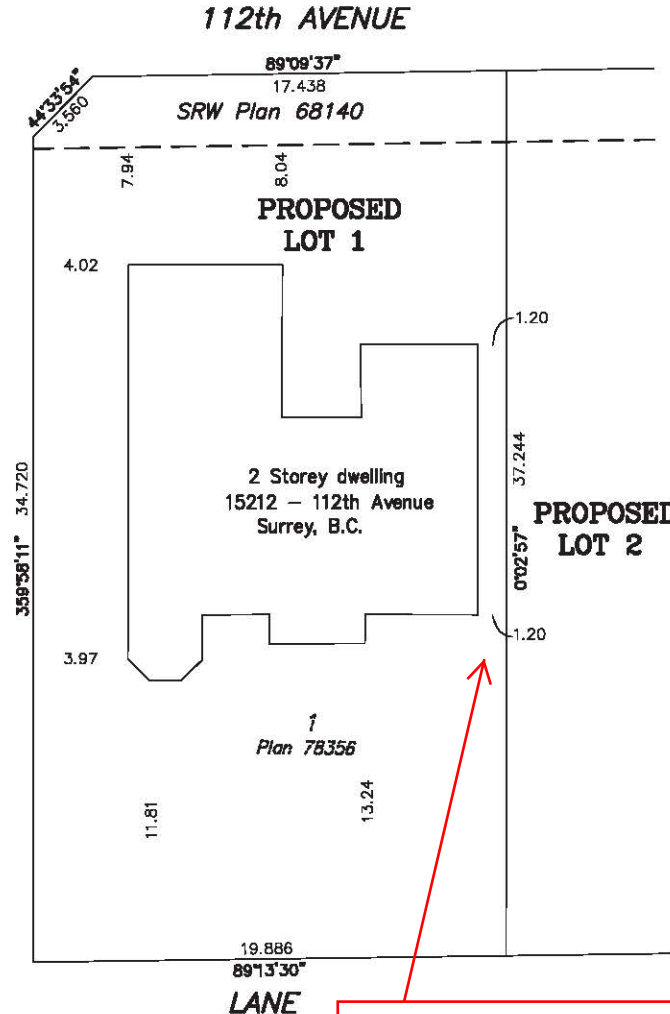 112th AVENUE
89°09'37"
17.438
44°33'54"
3.560
SRW Plan 68140
7.94
8.04
PROPOSED
LOT 1
4.02
1.20
2 Storey dwelling
15212 – 112th Avenue
Surrey, B.C.
359°58'11" 34.720
37.244
0°02'57"
PROPOSED
LOT 2
1.20
3.97
1
Plan 78356
11.81
13.24
19.886
89°13'30"
LANE